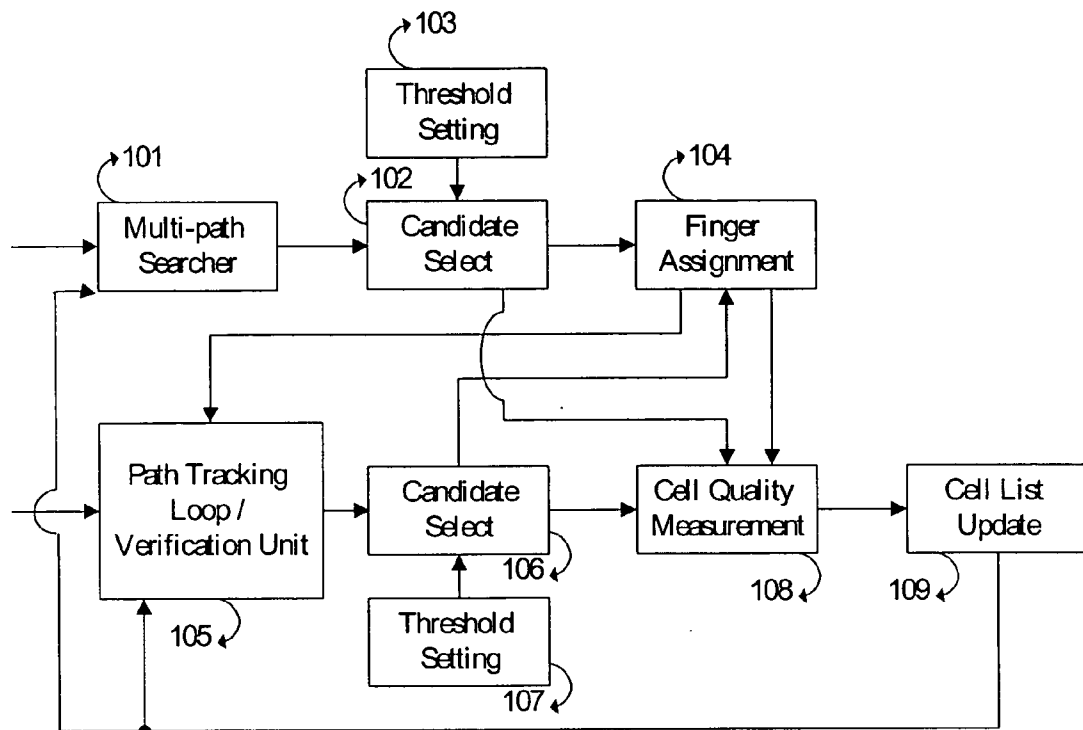 103
Threshold
Setting
101
102
104
Multi-path
Searcher
Candidate
Select
Finger
Assignment
Path Tracking
Loop /
Verification Unit
Candidate
Select
Cell Quality
Measurement
Cell List
Update
106
108
109
105
Threshold
Setting
107